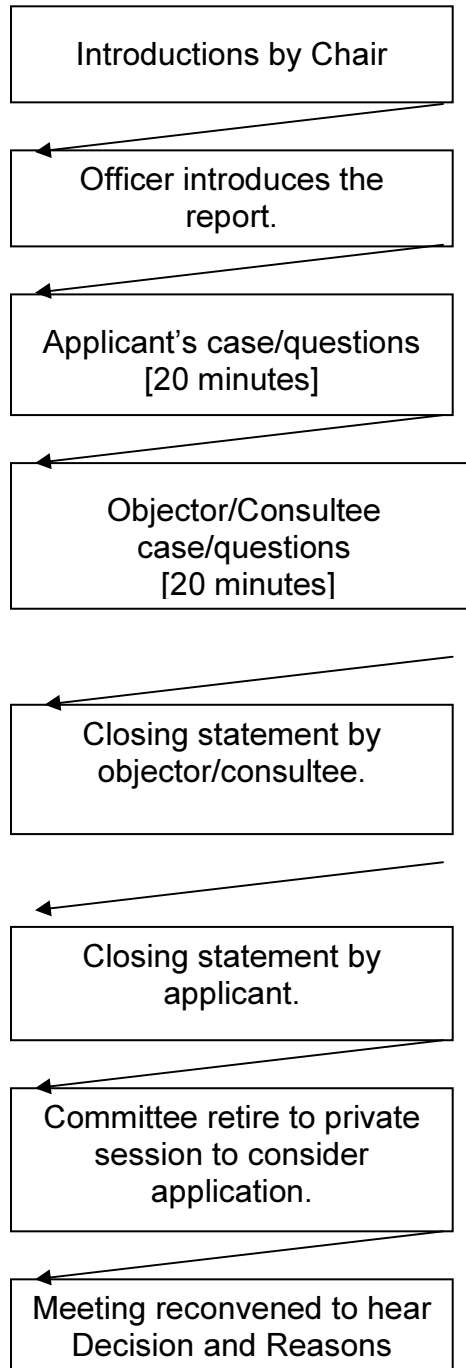 Introductions by Chair
Officer introduces the
report.
Applicant’s case/questions
[20 minutes]
Objector/Consultee
case/questions
[20 minutes]
Closing statement by
objector/consultee.
Closing statement by
applicant.
Committee retire to private
session to consider
application.
Meeting reconvened to hear
Decision and Reasons